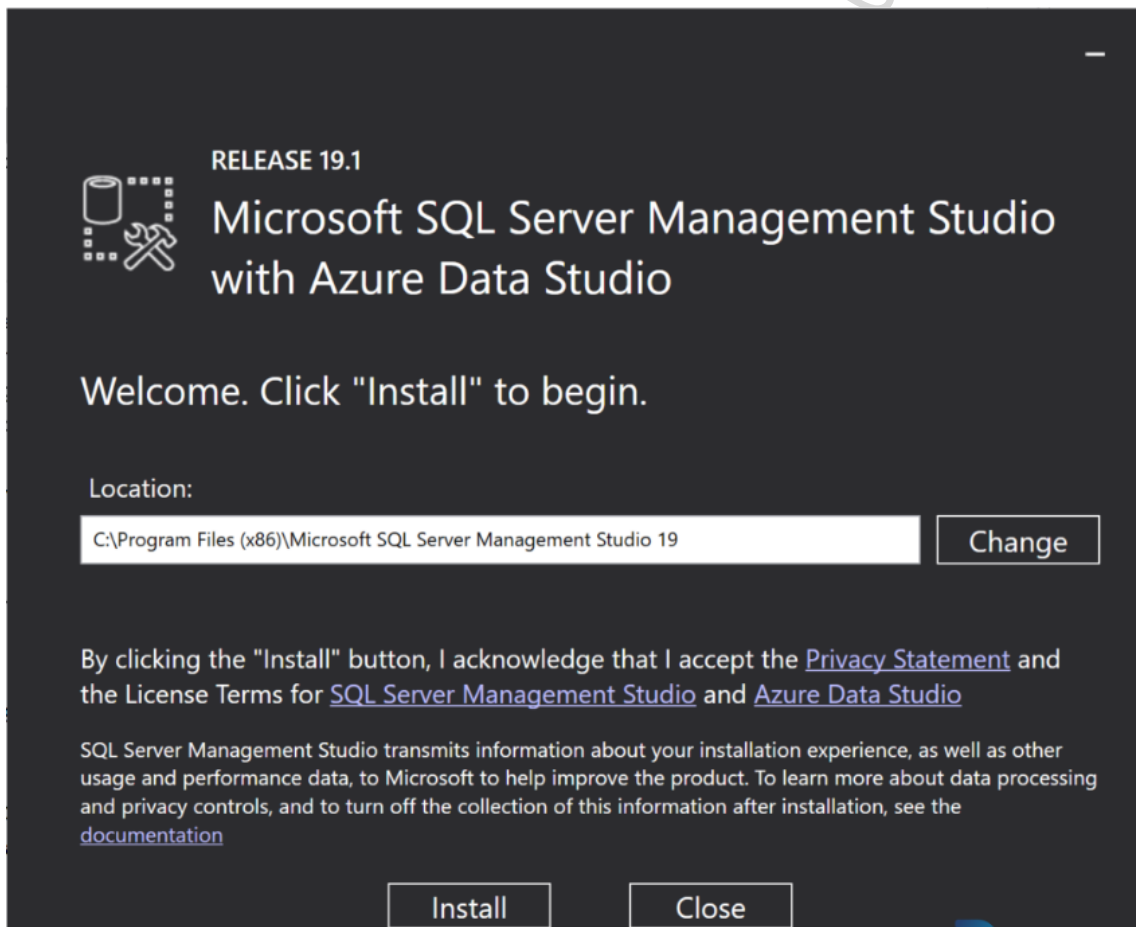 RELEASE 19.1
Microsoft SQL Server Management Studio
with Azure Data Studio
Welcome. Click "Install" to begin.
Location:
C:\Program Files (x86)\Microsoft SQL Server Management Studio 19
Change
By clicking the "Install" button, I acknowledge that I accept the Privacy Statement and
the License Terms for SQL Server Management Studio and Azure Data Studio
SQL Server Management Studio transmits information about your installation experience, as well as other
usage and performance data, to Microsoft to help improve the product. To learn more about data processing
and privacy controls, and to turn off the collection of this information after installation, see the
documentation
Install Close